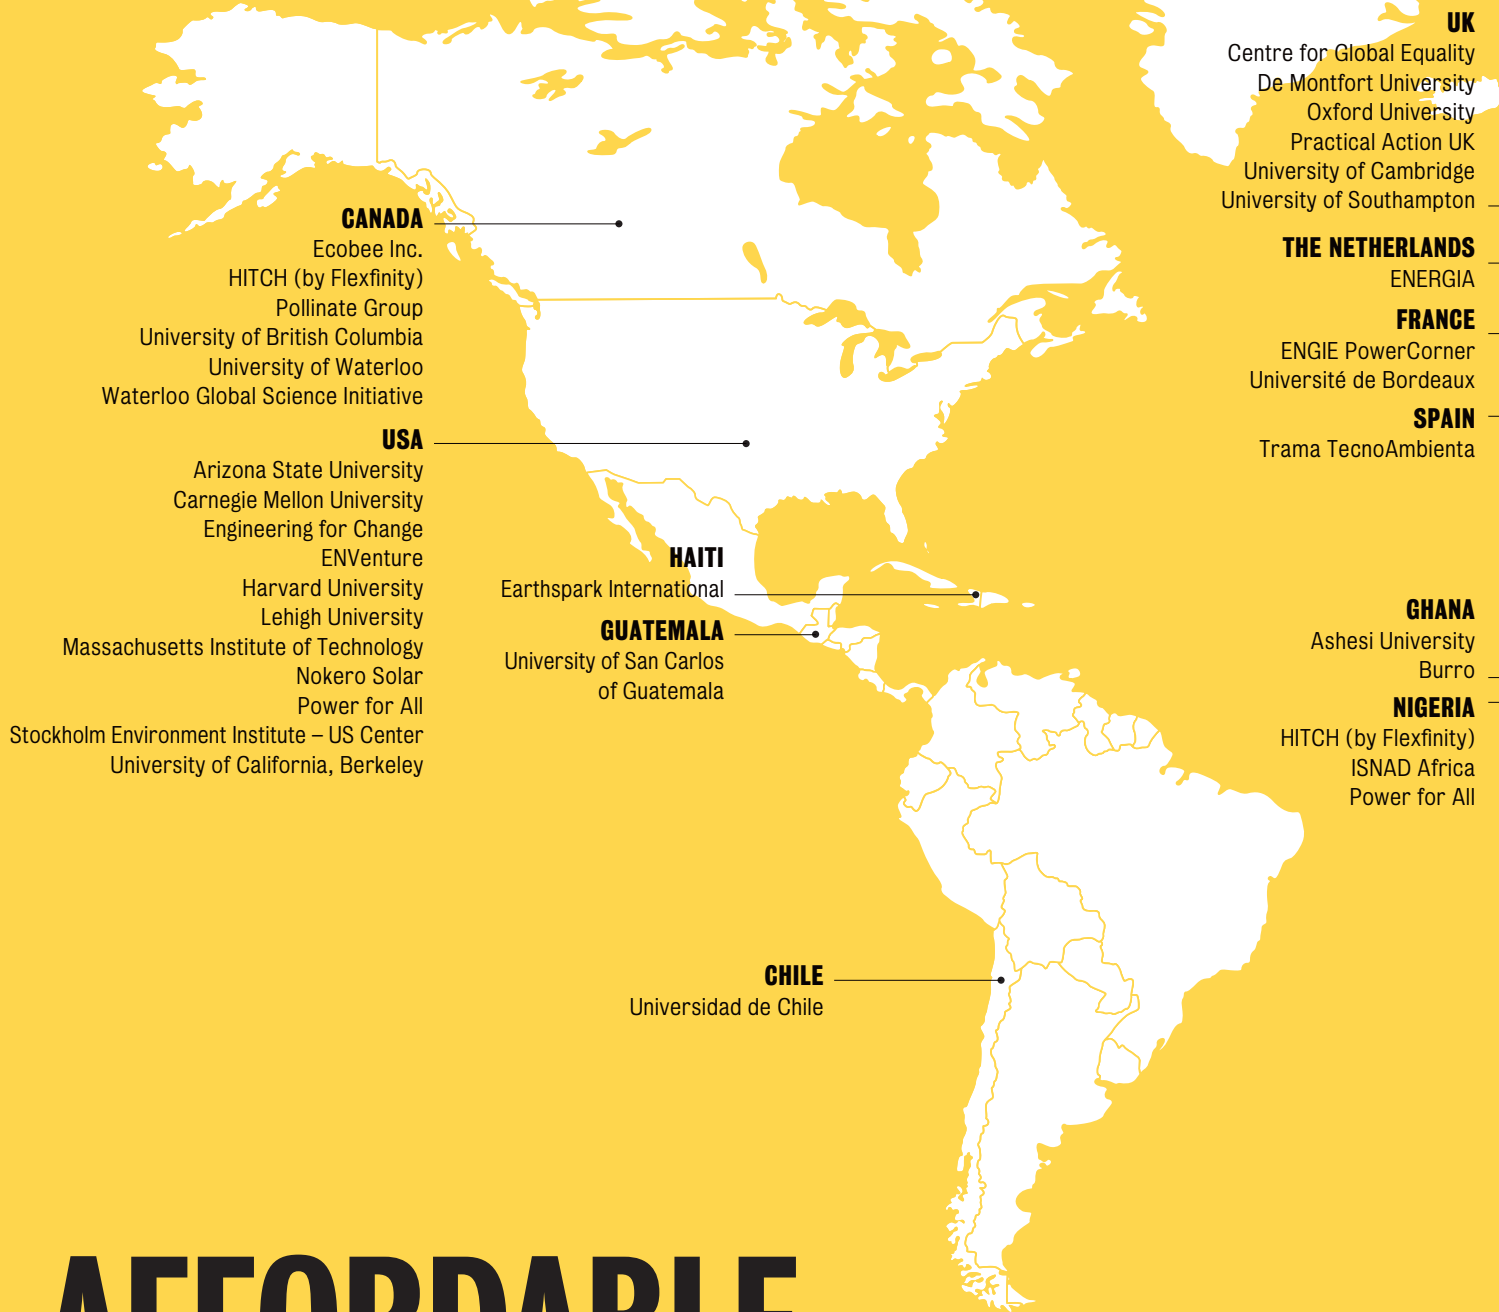 CANADA
Ecobee Inc.
HITCH (by Flexfinity)
Pollinate Group
University of British Columbia
University of Waterloo
Waterloo Global Science Initiative
USA
Arizona State University
Carnegie Mellon University
Engineering for Change
ENVenture
Harvard University
Lehigh University
Massachusetts Institute of Technology
Nokero Solar
Power for All
Stockholm Environment Institute – US Center
University of California, Berkeley
HAITI
Earthspark International
GUATEMALA
University of San Carlos
of Guatemala
CHILE
Universidad de Chile
UK
Centre for Global Equality
De Montfort University
Oxford University
Practical Action UK
University of Cambridge
University of Southampton
THE NETHERLANDS
ENERGIA
FRANCE
ENGIE PowerCorner
Université de Bordeaux
SPAIN
Trama TecnoAmbienta
GHANA
Ashesi University
Burro
NIGERIA
HITCH (by Flexfinity)
ISNAD Africa
Power for All
AFFORDABLE